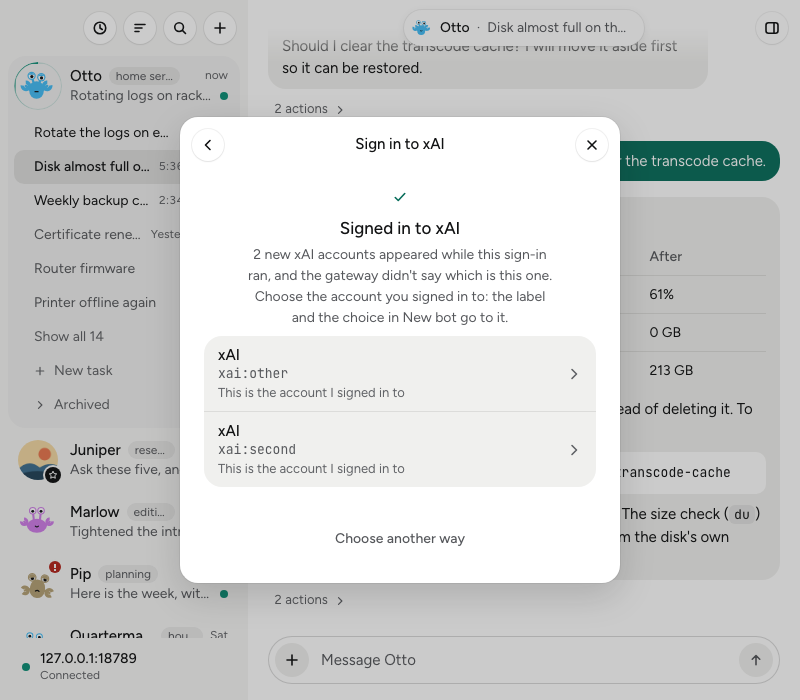 Otto · Disk almost full on th…
Otto home ser… now
Rotating logs on rack…
Rotate the logs on e…
Disk almost full o… 5:36
Weekly backup c… 2:34
Certificate rene… Yeste
Router firmware
Printer offline again
Show all 14
+ New task
Archived
Juniper rese…
Ask these five, an
Marlow editi…
Tightened the intr
Pip planning
Here is the week, wit…
Quarterma hou… Sat
127.0.0.1:18789
Connected
Should I clear the transcode cache? I will move it aside first
so it can be restored.
2 actions
the transcode cache.
After
61%
0 GB
213 GB
ead of deleting it. To
transcode-cache
The size check ( du )
m the disk's own
2 actions
Message Otto
Sign in to xAI
Signed in to xAI
2 new xAI accounts appeared while this sign-in
ran, and the gateway didn't say which is this one.
Choose the account you signed in to: the label
and the choice in New bot go to it.
xAI
xai:other
This is the account I signed in to
xAI
xai:second
This is the account I signed in to
Choose another way